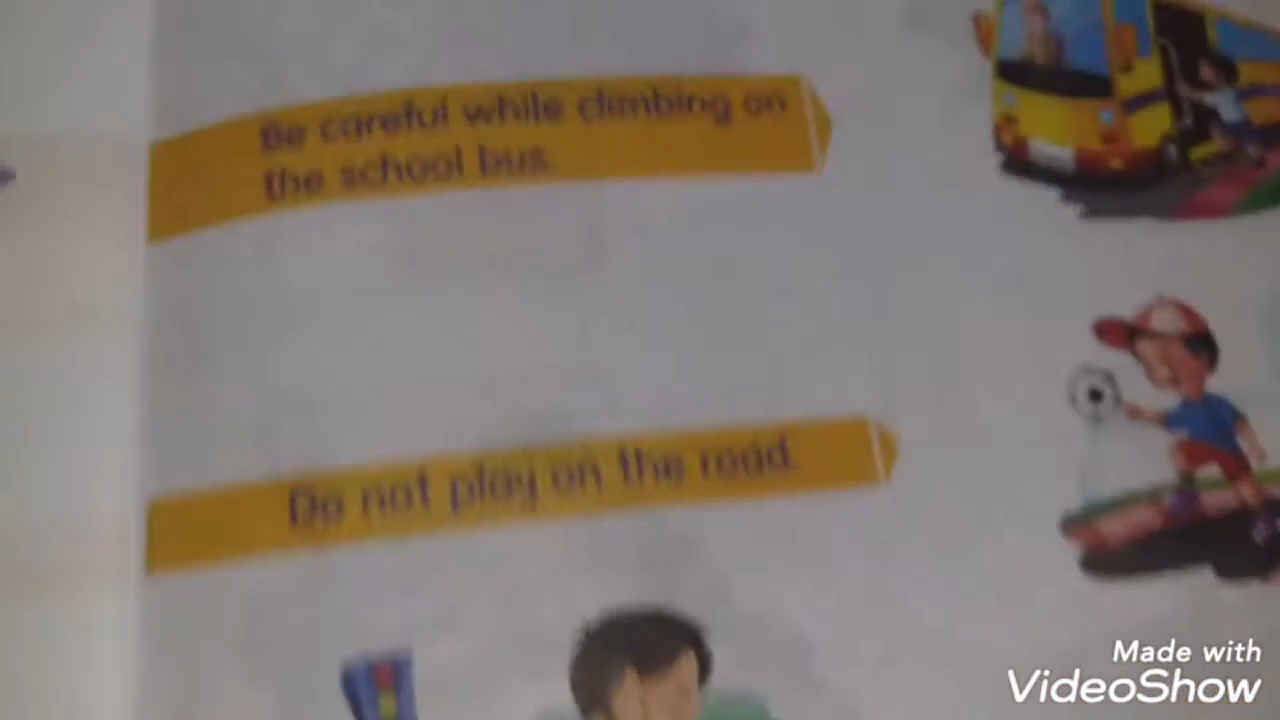 Be careful while climbing on
the school bus.
Do not play on the road.
Made with
VideoShow